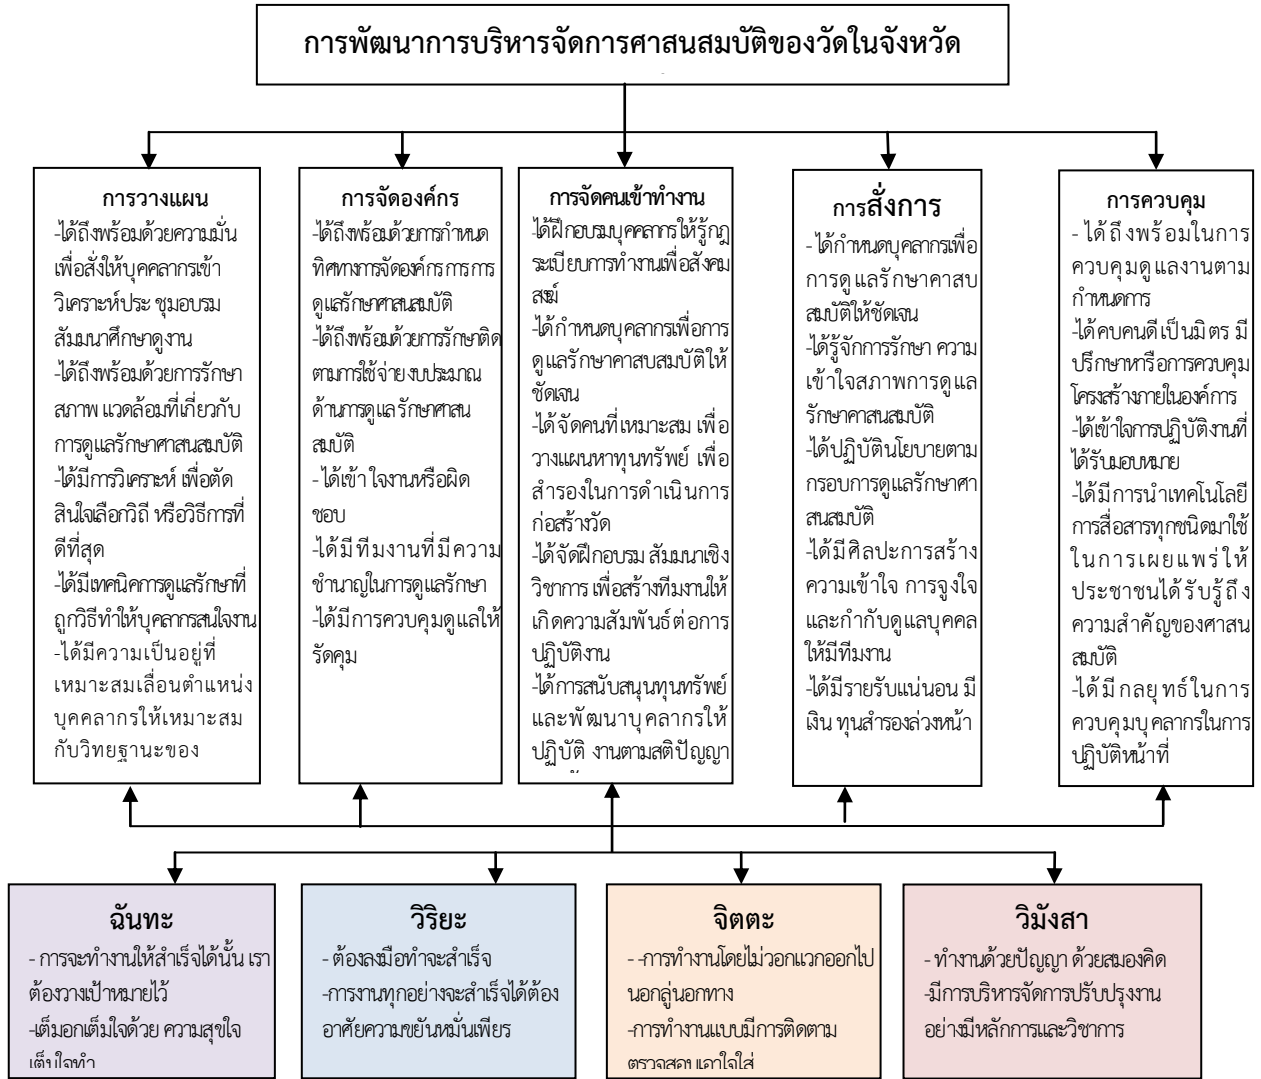 การพัฒนาการบริหารจัดการศาสนสมบัติของวัดในจังหวัด
การวางแผน
-ได้ถึงพร้อมด้วยความมั่น
เพื่อสั่งให้บุคคลากรเข้า
วิเคราะห์ประ ชุมอบรม
สัมมนาศึกษาดูงาน
-ได้ถึงพร้อมด้วยการรักษา
สภาพ แวดล้อมที่เกี่ยวกับ
การดูแลรักษาศาสนสมบัติ
-ได้มีการวิเคราะห์ เพื่อตัด
สินใจเลือกวิถี หรือวิธีการที่
ดีที่สุด
-ได้มีเทคนิคการดูแลรักษาที่
ถูกวิธีทำให้บุคลากรสนใจงาน
-ได้มีความเป็นอยู่ที่
เหมาะสมเลื่อนตำแหน่ง
บุคคลากรให้เหมาะสม
กับวิทยฐานะของ
การจัดองค์กร
-ได้ถึงพร้อมด้วยการกำหนด
ทิศทางการจัดองค์กรการการ
ดูแลรักษาศาสนสมบัติ
-ได้ถึงพร้อมด้วยการรักษาติด
ตามการใช้จ่ายงบประมาณ
ด้านการดูแลรักษาศาสน
สมบัติ
- ได้เข้า ใจงานหรือผิด
ชอบ
-ได้มีทีมงานที่มีความ
ชำนาญในการดูแลรักษา
-ได้มีการควบคุมดูแลให้
รัดคุม
การจัดคนเข้าทำงาน
-ได้ฝึกอบรมบุคคลากรให้รู้กฎ
ระเบียบการทำงานเพื่อสังคม
สงฆ์
-ได้กำหนดบุคลากรเพื่อการ
ดูแลรักษาคาสบสมบัติให้
ชัดเจน
-ได้จัดคนที่เหมาะสม เพื่อ
วางแผนหาทุนทรัพย์ เพื่อ
สำรองในการดำเนินการ
ก่อสร้างวัด
-ได้จัดฝึกอบรม สัมมนาเชิง
วิชาการ เพื่อสร้างทีมงานให้
เกิดความสัมพันธ์ต่อการ
ปฏิบัติงาน
-ได้การสนับสนุนทุนทรัพย์
และพัฒนาบุคลากรให้
ปฏิบัติ งานตามสติปัญญา
การสั่งการ
- ได้กำหนดบุคลากรเพื่อ
การดูแลรักษาคาสบ
สมบัติให้ชัดเจน
-ได้รู้จักการรักษา ความ
เข้าใจสภาพการดูแล
รักษาคาสนสมบัติ
-ได้ปฏิบัตินโยบายตาม
กรอบการดูแลรักษาศา
สนสมบัติ
-ได้มีศิลปะการสร้าง
ความเข้าใจ การจูงใจ
และกำกับดูแลบุคคล
ให้มีทีมงาน
-ได้มีรายรับแน่นอน มี
เงิน ทุนสำรองล่วงหน้า
การควบคุม
- ได้ถึงพร้อมในการ
ควบคุมดูแลงานตาม
กำหนดการ
-ได้คบคนดีเป็นมิตร มี
ปรึกษาหารือการควบคุม
โครงสร้างภายในองค์การ
-ได้เข้าใจการปฏิบัติงานที่
ได้รับมอบหมาย
-ได้มีการนำเทคโนโลยี
การสื่อสารทุกชนิดมาใช้
ในการเผยแพร่ให้
ประชาชนได้รับรู้ถึง
ความสำคัญของศาสน
สมบัติ
-ได้มีกลยุทธ์ในการ
ควบคุมบุคลากรในการ
ปฏิบัติหน้าที่
ฉันทะ
- การจะทำงานให้สำเร็จได้นั้น เรา
ต้องวางเป้าหมายไว้
-เต็มอกเต็มใจด้วย ความสุขใจ
เต็มใจทำ
วิริยะ
- ต้องลงมือทำจะสำเร็จ
-การงานทุกอย่างจะสำเร็จได้ต้อง
อาศัยความขยันหมั่นเพียร
จิตตะ
- -การทำงานโดยไม่วอกแวกออกไป
นอกลู่นอกทาง
-การทำงานแบบมีการติดตาม
ตรวจสอบเอาใจใส่
วิมังสา
- ทำงานด้วยปัญญา ด้วยสมองคิด
-มีการบริหารจัดการปรับปรุงงาน
อย่างมีหลักการและวิชาการ